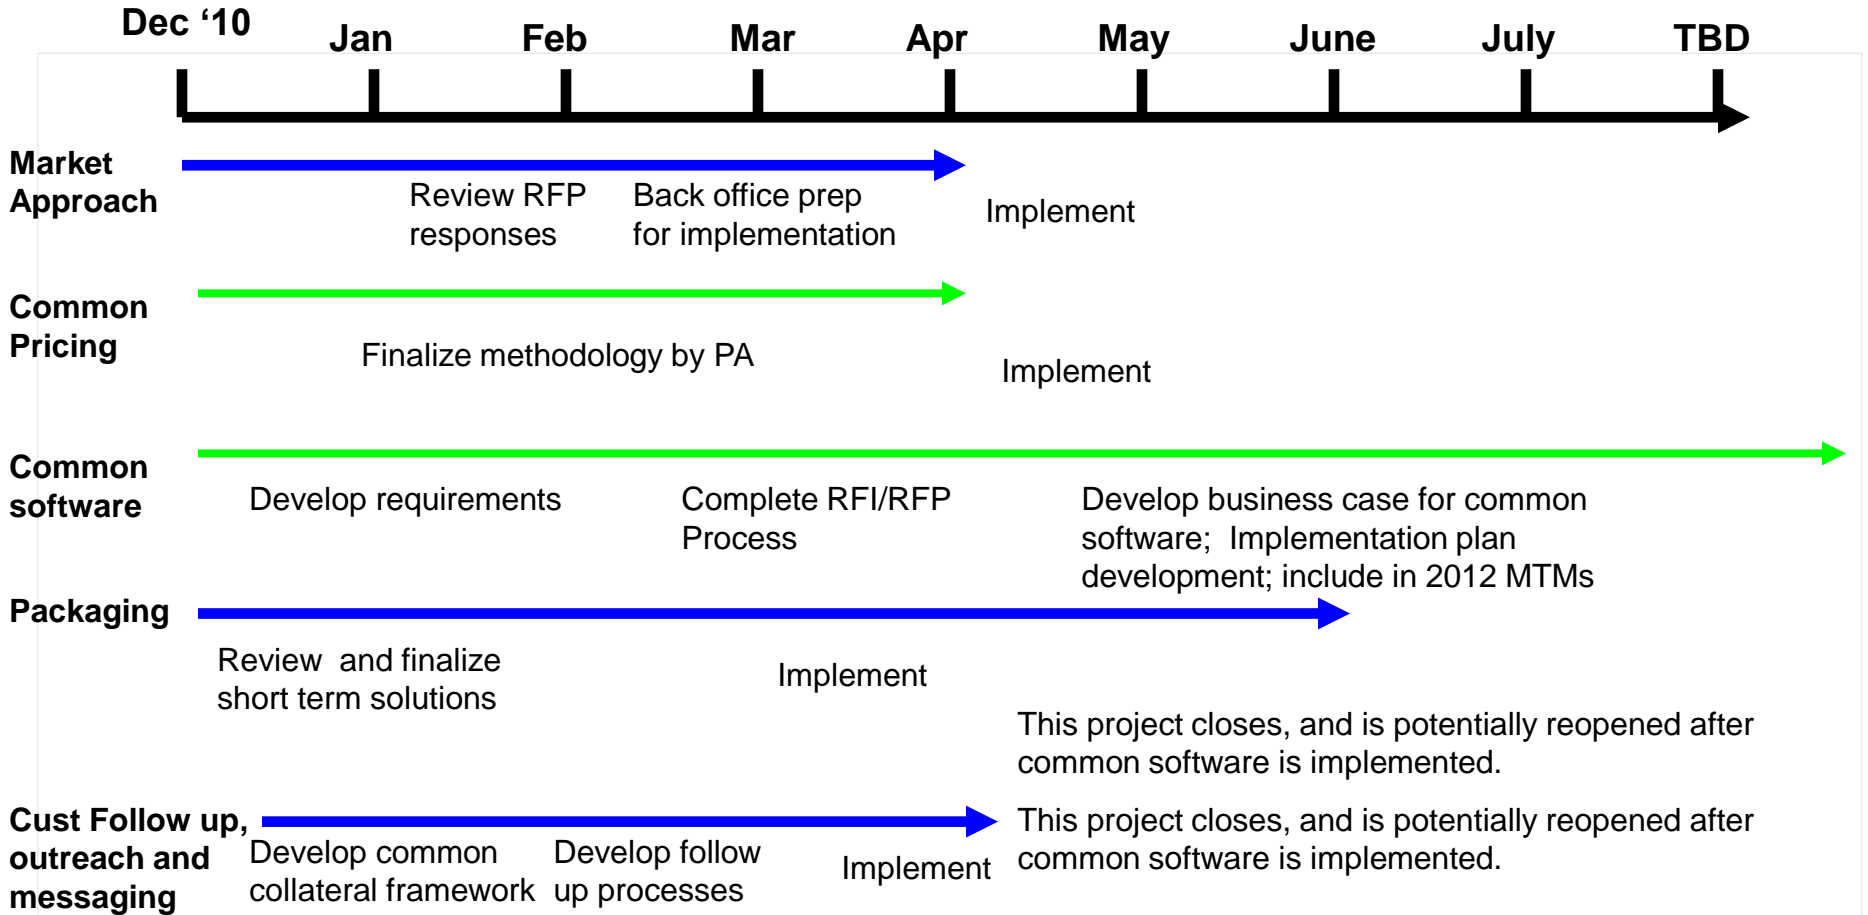 Dec ‘10
Jan
Feb
Mar
Apr
May
June
July
TBD
Market
Approach
Review RFP
responses
Back office prep
for implementation
Implement
Common
Pricing
Finalize methodology by PA
Implement
Common
software
Develop requirements
Complete RFI/RFP
Process
Develop business case for common
software;  Implementation plan
development; include in 2012 MTMs
Packaging
Review  and finalize
short term solutions
Implement
This project closes, and is potentially reopened after
common software is implemented.
Cust Follow up,
outreach and
messaging
Develop common
collateral framework
Develop follow
up processes
Implement
This project closes, and is potentially reopened after
common software is implemented.